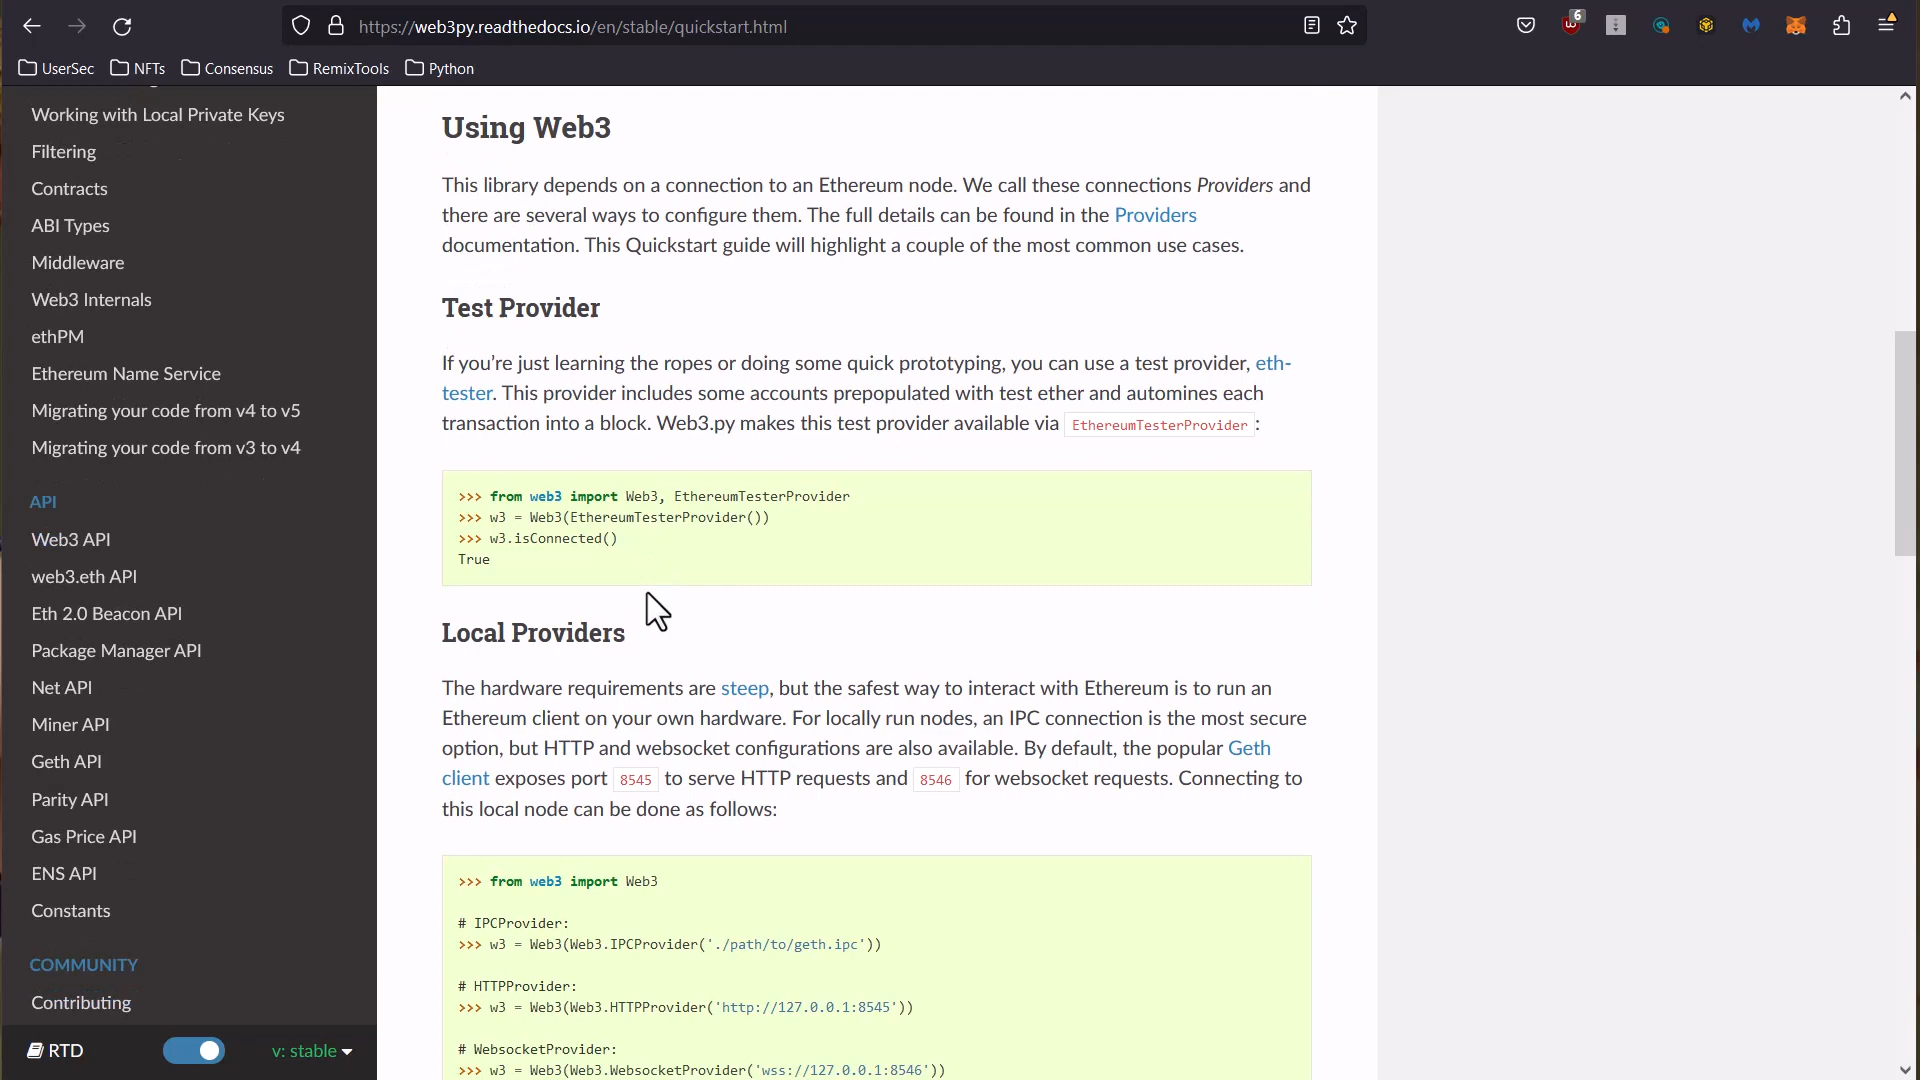 https://web3py.readthedocs.io/en/stable/quickstart.html
6
UserSec
NFTs
Consensus
RemixTools
Python
Working with Local Private Keys
Filtering
Contracts
ABI Types
Middleware
Web3 Internals
ethPM
Ethereum Name Service
Migrating your code from v4 to v5
Migrating your code from v3 to v4
API
Web3 API
web3.eth API
Eth 2.0 Beacon API
Package Manager API
Net API
Miner API
Geth API
Parity API
Gas Price API
ENS API
Constants
COMMUNITY
Contributing
RTD
v: stable
Using Web3
This library depends on a connection to an Ethereum node. We call these connections Providers and
there are several ways to configure them. The full details can be found in the Providers
documentation. This Quickstart guide will highlight a couple of the most common use cases.
Test Provider
If you’re just learning the ropes or doing some quick prototyping, you can use a test provider, eth-
tester. This provider includes some accounts prepopulated with test ether and automines each
transaction into a block. Web3.py makes this test provider available via EthereumTesterProvider:
>>> from web3 import Web3, EthereumTesterProvider
>>> w3 = Web3(EthereumTesterProvider())
>>> w3.isConnected()
True
Local Providers
The hardware requirements are steep, but the safest way to interact with Ethereum is to run an
Ethereum client on your own hardware. For locally run nodes, an IPC connection is the most secure
option, but HTTP and websocket configurations are also available. By default, the popular Geth
client exposes port 8545 to serve HTTP requests and 8546 for websocket requests. Connecting to
this local node can be done as follows:
>>> from web3 import Web3
# IPCProvider:
>>> w3 = Web3(Web3.IPCProvider('./path/to/geth.ipc'))
# HTTPProvider:
>>> w3 = Web3(Web3.HTTPProvider('http://127.0.0.1:8545'))
# WebsocketProvider:
>>> w3 = Web3(Web3.WebsocketProvider('wss://127.0.0.1:8546'))